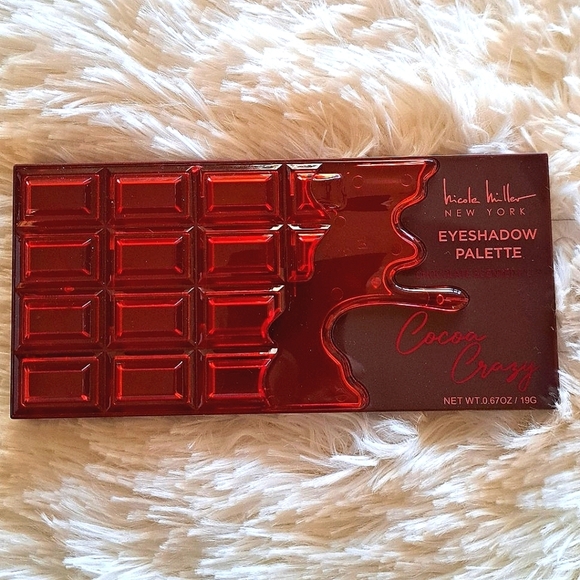 nicole miller
NEW YORK
EYESHADOW
PALETTE
Cocoa
Crazy
NET WT.0.67OZ / 19G